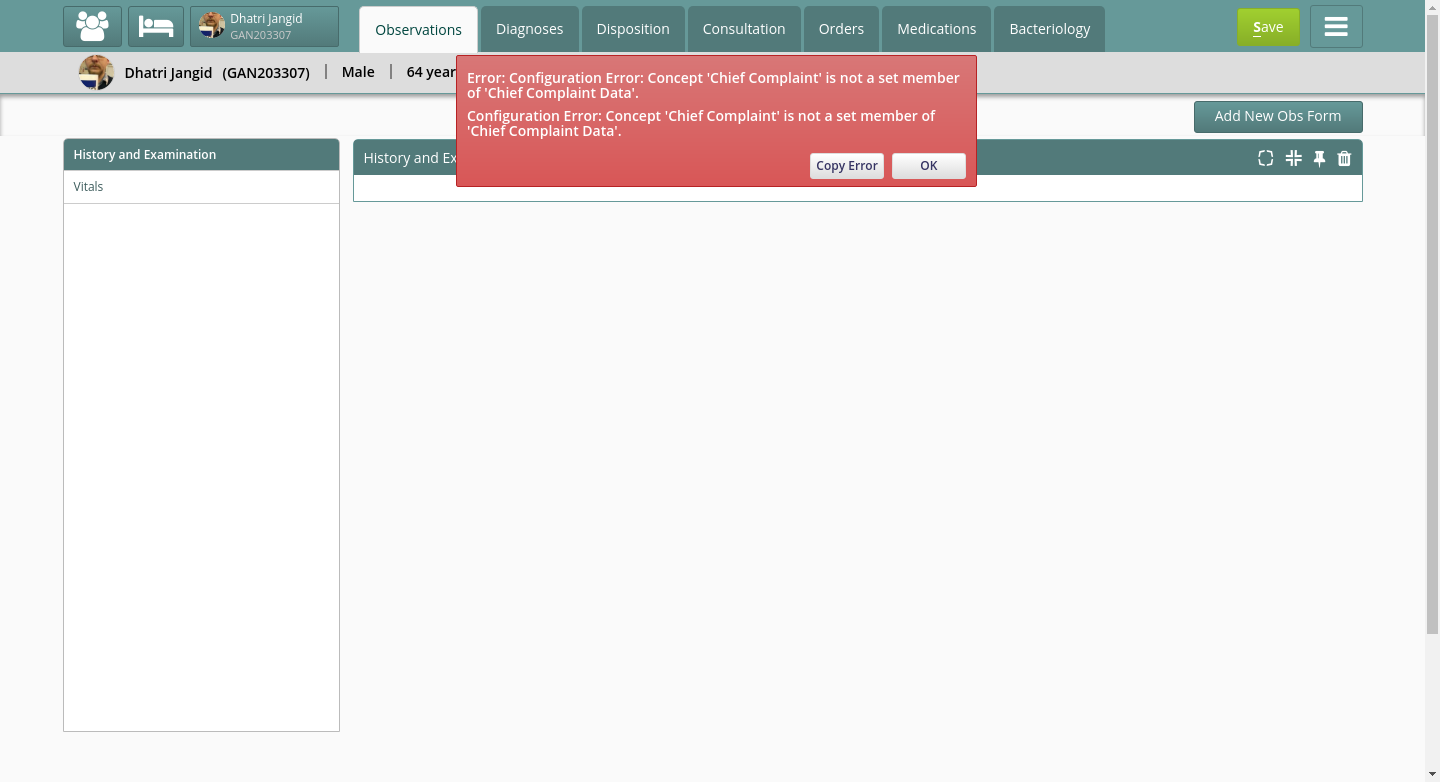 Dhatri Jangid
GAN203307
Observations
Diagnoses
Disposition
Consultation
Orders
Medications
Bacteriology
Save
Dhatri Jangid (GAN203307) | Male | 64 year
Error: Configuration Error: Concept 'Chief Complaint' is not a set member
of 'Chief Complaint Data'.
Configuration Error: Concept 'Chief Complaint' is not a set member of
'Chief Complaint Data'.
Copy Error
OK
Add New Obs Form
History and Examination
Vitals
History and Ex